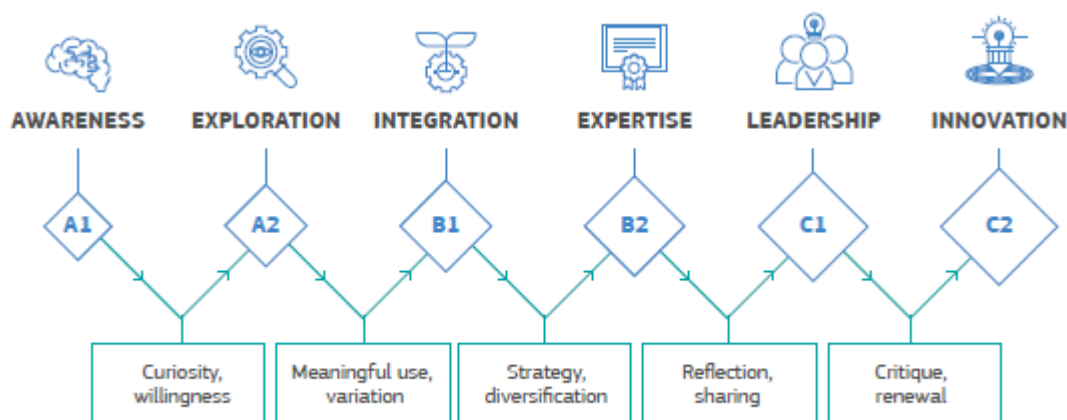 AWARENESS EXPLORATION INTEGRATION EXPERTISE LEADERSHIP INNOVATION
A1 A2 B1 B2 C1 C2
Curiosity, Meaningful use, Strategy, Reflection, Critique,
willingness variation diversification sharing renewal